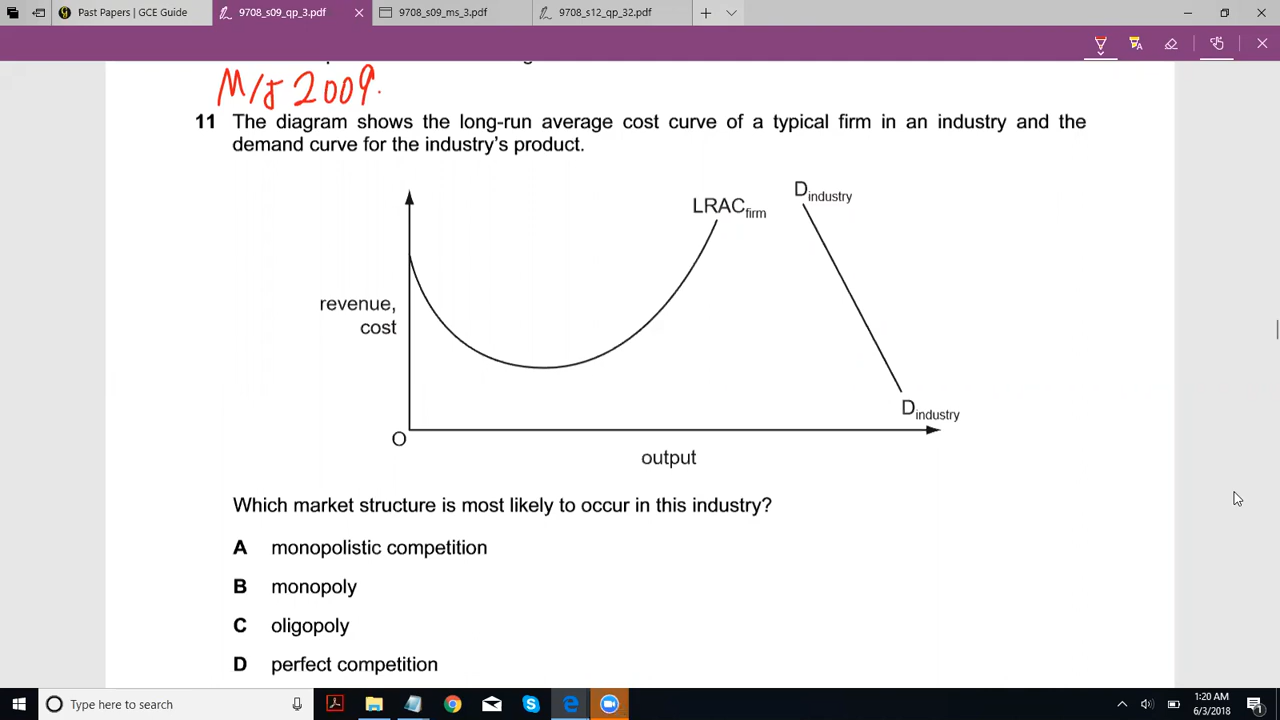 Past Papers | GCE Guide
9708_s09_qp_3.pdf
9708_s09_ms_3.pdf
9708_s12_qp_32.pdf
M/J 2009.
11 The diagram shows the long-run average cost curve of a typical firm in an industry and the
demand curve for the industry's product.
LRACfirm
Dindustry
revenue,
cost
Dindustry
O
output
Which market structure is most likely to occur in this industry?
A monopolistic competition
B monopoly
C oligopoly
D perfect competition
Type here to search
1:20 AM
6/3/2018